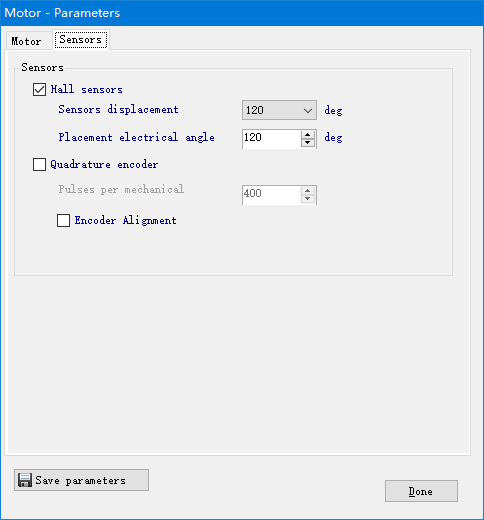 Motor - Parameters
Motor Sensors
Sensors
Hall sensors
Sensors displacement 120 deg
Placement electrical angle 120 deg
Quadrature encoder
Pulses per mechanical 400
Encoder Alignment
Save parameters
Done